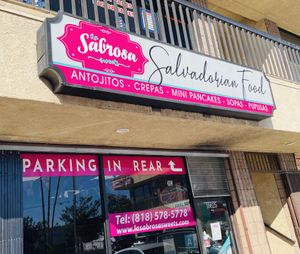 La
Sabrosa
sweets
Salvadorian Food
ANTOJITOS - CREPAS - MINI PANCAKES - SOPAS - PUPUSAS
PARKING IN REAR
Tel: (818) 578-5778
www.lasabrosasweets.com